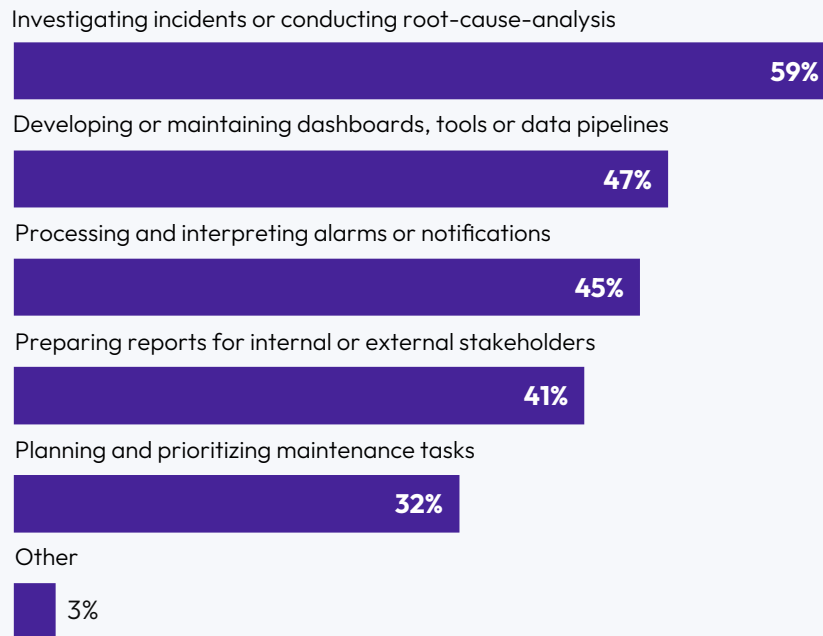 Investigating incidents or conducting root-cause-analysis
59%
Developing or maintaining dashboards, tools or data pipelines
47%
Processing and interpreting alarms or notifications
45%
Preparing reports for internal or external stakeholders
41%
Planning and prioritizing maintenance tasks
32%
Other
3%